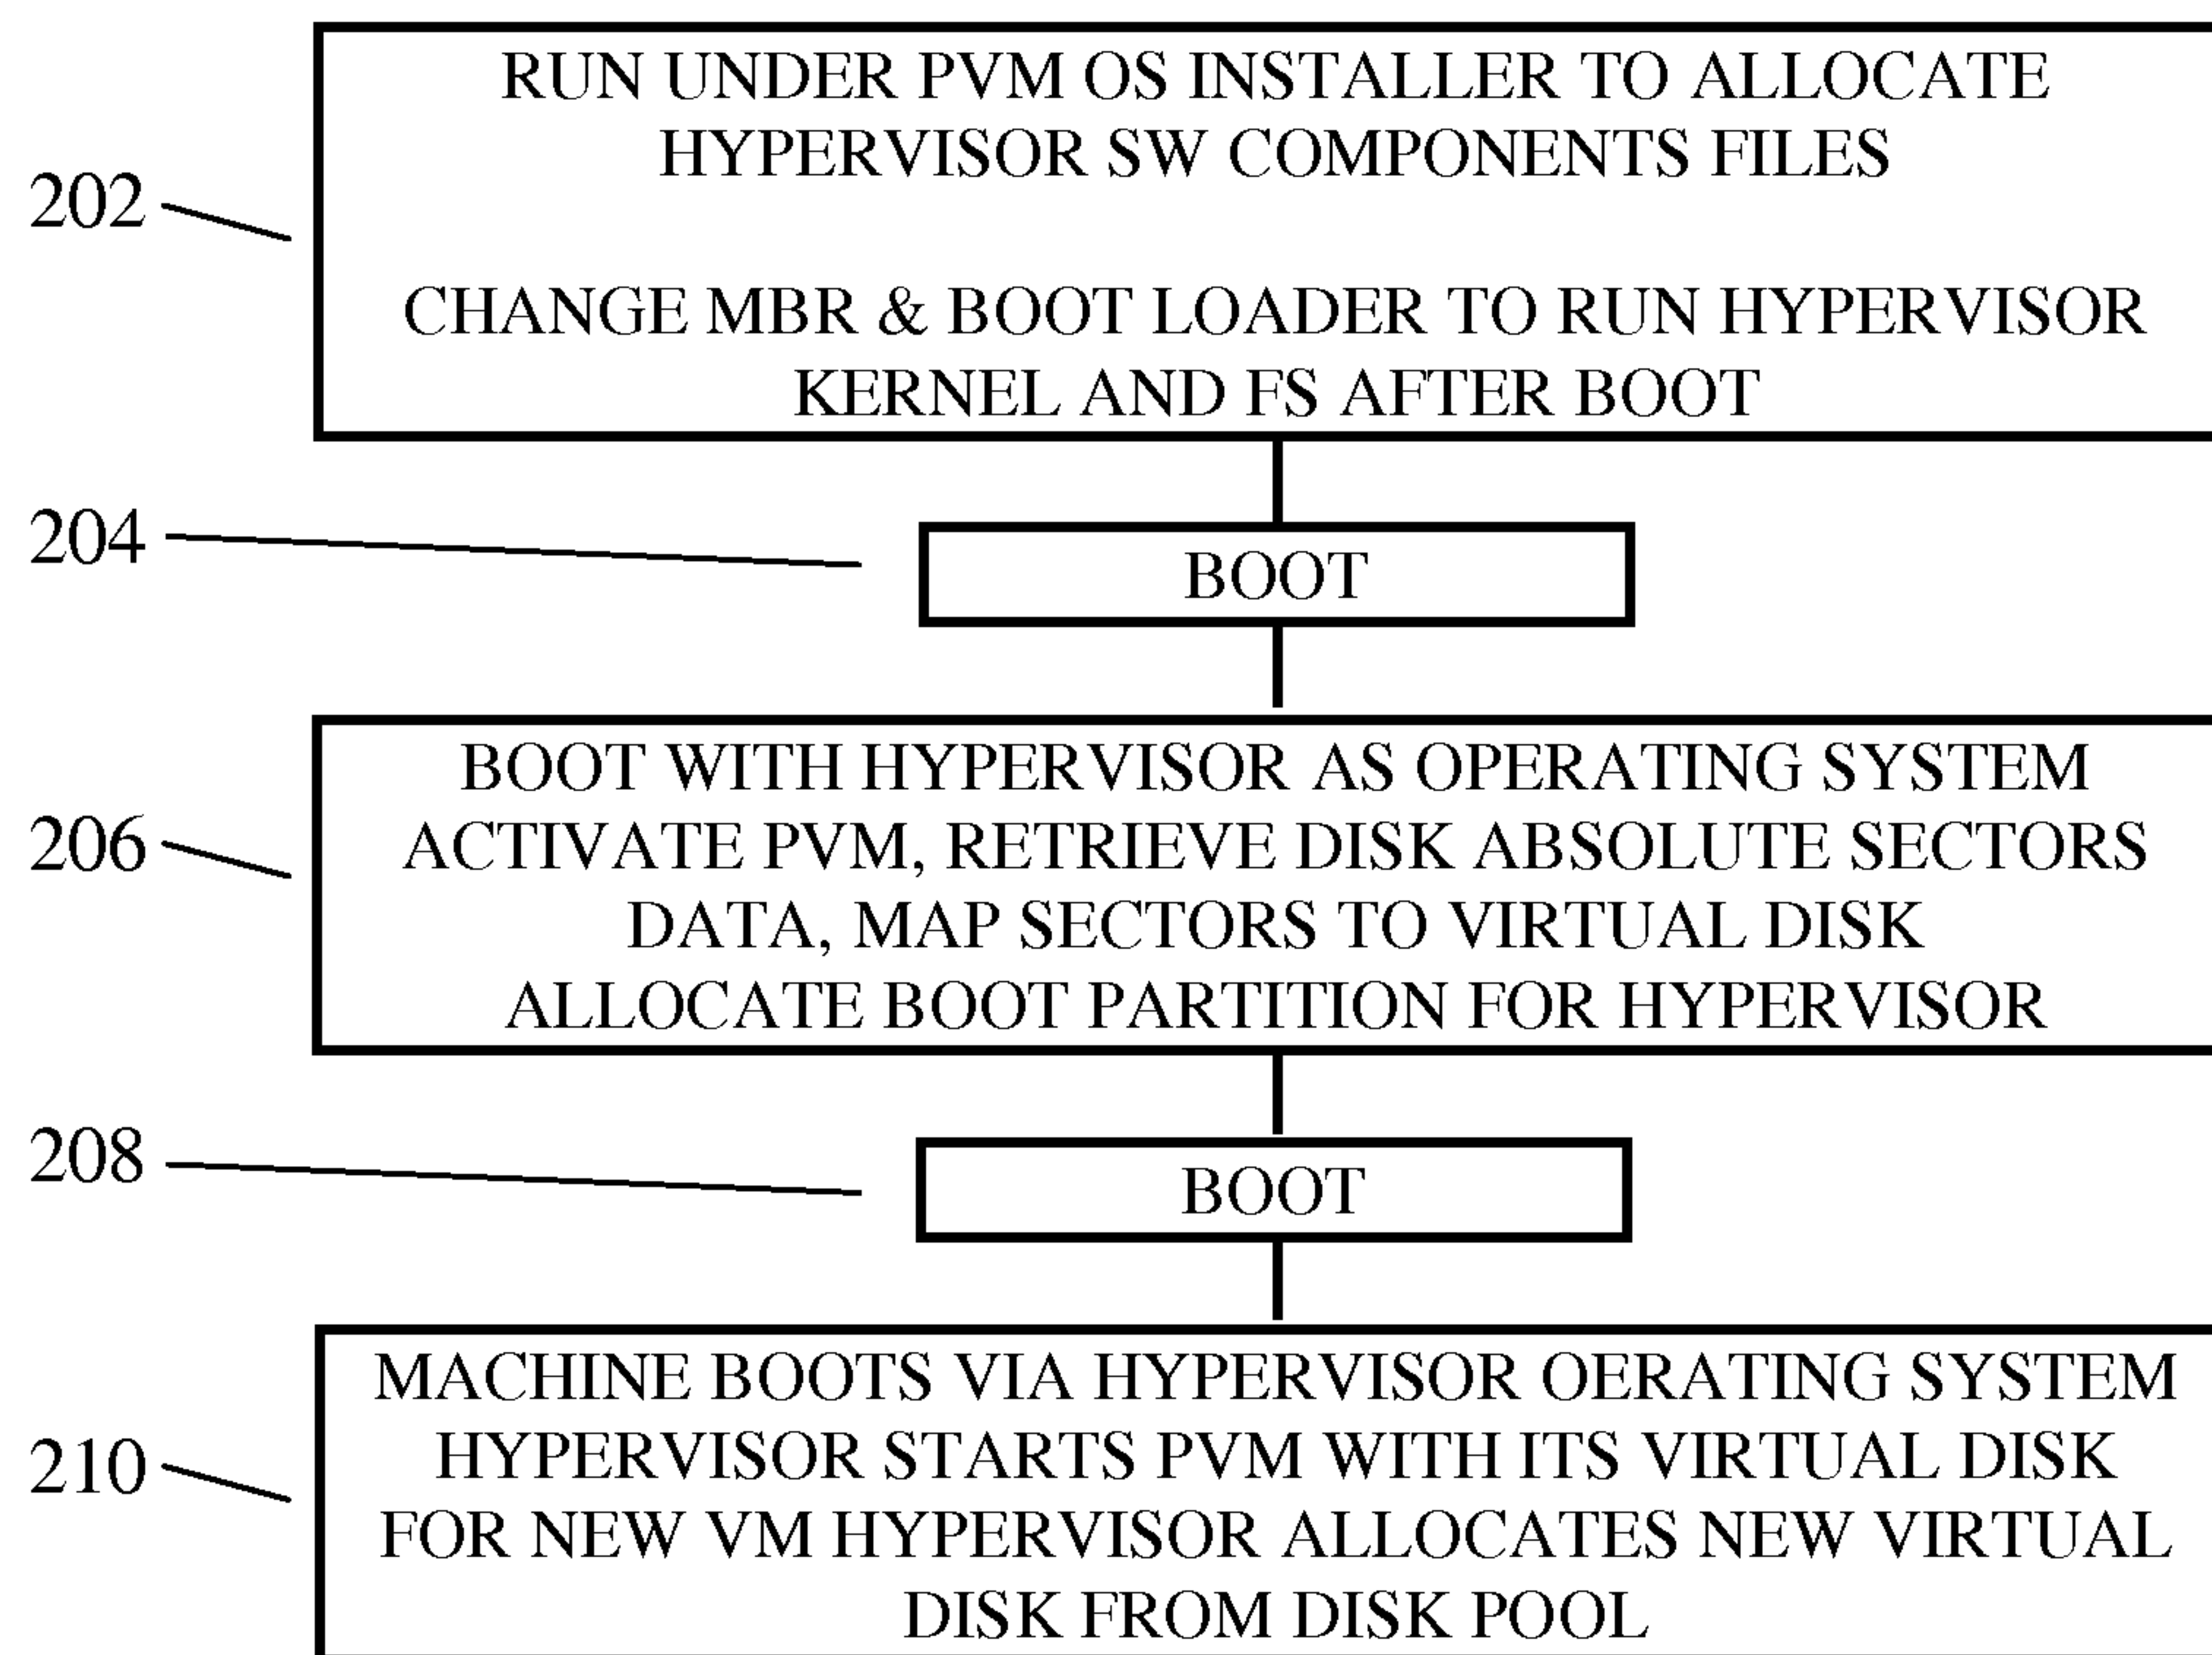 RUN UNDER PVM OS INSTALLER TO ALLOCATE
HYPERVISOR SW COMPONENTS FILES
202
CHANGE MBR & BOOT LOADER TO RUN HYPERVISOR
KERNEL AND FS AFTER BOOT
204
BOOT
BOOT WITH HYPERVISOR AS OPERATING SYSTEM
206
ACTIVATE PVM, RETRIEVE DISK ABSOLUTE SECTORS
DATA, MAP SECTORS TO VIRTUAL DISK
ALLOCATE BOOT PARTITION FOR HYPERVISOR
208
BOOT
MACHINE BOOTS VIA HYPERVISOR OERATING SYSTEM
210
HYPERVISOR STARTS PVM WITH ITS VIRTUAL DISK
FOR NEW VM HYPERVISOR ALLOCATES NEW VIRTUAL
DISK FROM DISK POOL